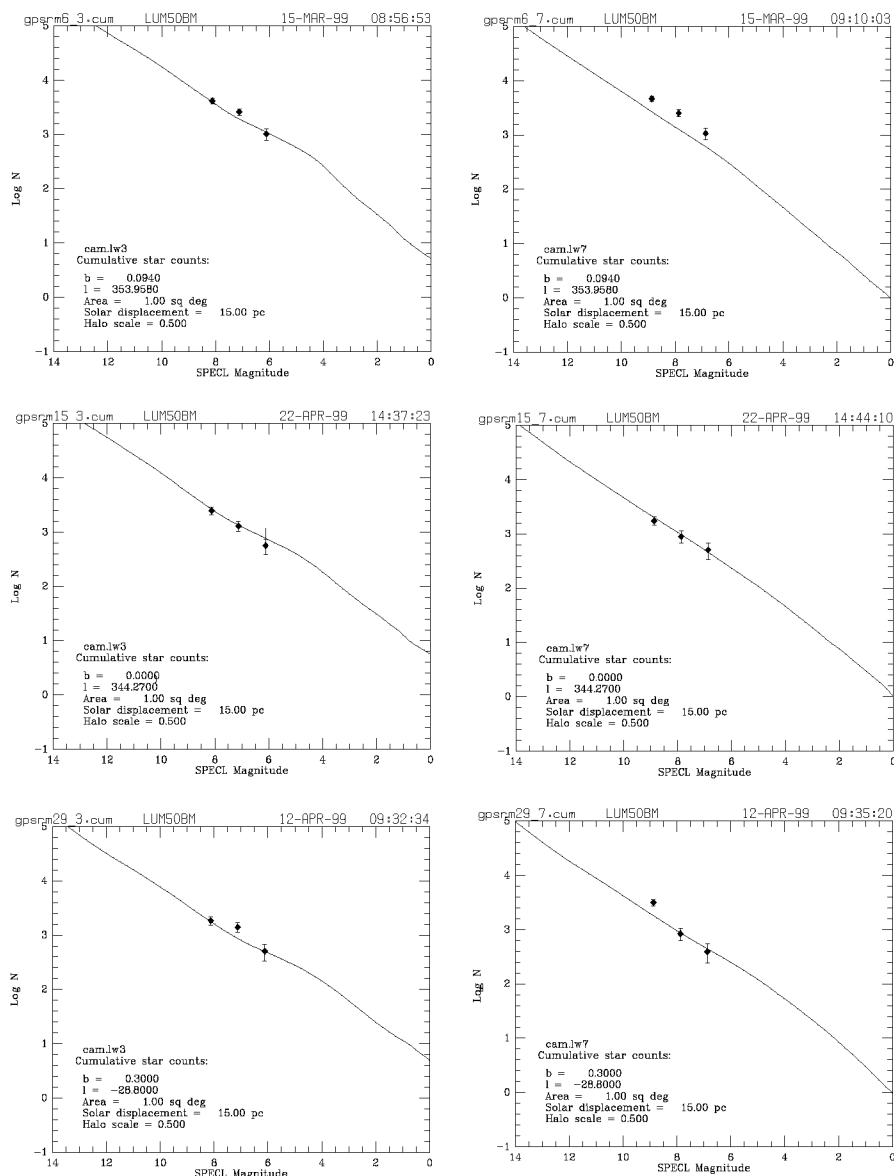 gpsrm6_3.cum LUM50BM 15-MAR-99 08:56:53
5
4
3
2
1
0
-1
Log N
cam.lw3
Cumulative star counts:
b = 0.0940
l = 353.9580
Area = 1.00 sq deg
Solar displacement = 15.00 pc
Halo scale = 0.500
14 12 10 8 6 4 2 0
SPECL Magnitude
gpsrm6_7.cum LUM50BM 15-MAR-99 09:10:03
5
4
3
2
1
0
-1
Log N
cam.lw7
Cumulative star counts:
b = 0.0940
l = 353.9580
Area = 1.00 sq deg
Solar displacement = 15.00 pc
Halo scale = 0.500
14 12 10 8 6 4 2 0
SPECL Magnitude
gpsrm15_3.cum LUM50BM 22-APR-99 14:37:23
5
4
3
2
1
0
-1
Log N
cam.lw3
Cumulative star counts:
b = 0.0000
l = 344.2700
Area = 1.00 sq deg
Solar displacement = 15.00 pc
Halo scale = 0.500
14 12 10 8 6 4 2 0
SPECL Magnitude
gpsrm15_7.cum LUM50BM 22-APR-99 14:44:10
5
4
3
2
1
0
-1
Log N
cam.lw7
Cumulative star counts:
b = 0.0000
l = 344.2700
Area = 1.00 sq deg
Solar displacement = 15.00 pc
Halo scale = 0.500
14 12 10 8 6 4 2 0
SPECL Magnitude
gpsrm29_3.cum LUM50BM 12-APR-99 09:32:34
5
4
3
2
1
0
-1
Log N
cam.lw3
Cumulative star counts:
b = 0.3000
l = -28.8000
Area = 1.00 sq deg
Solar displacement = 15.00 pc
Halo scale = 0.500
14 12 10 8 6 4 2 0
SPECL Magnitude
gpsrm29_7.cum LUM50BM 12-APR-99 09:35:20
5
4
3
2
1
0
-1
Log N
cam.lw7
Cumulative star counts:
b = 0.3000
l = -28.8000
Area = 1.00 sq deg
Solar displacement = 15.00 pc
Halo scale = 0.500
14 12 10 8 6 4 2 0
SPECL Magnitude